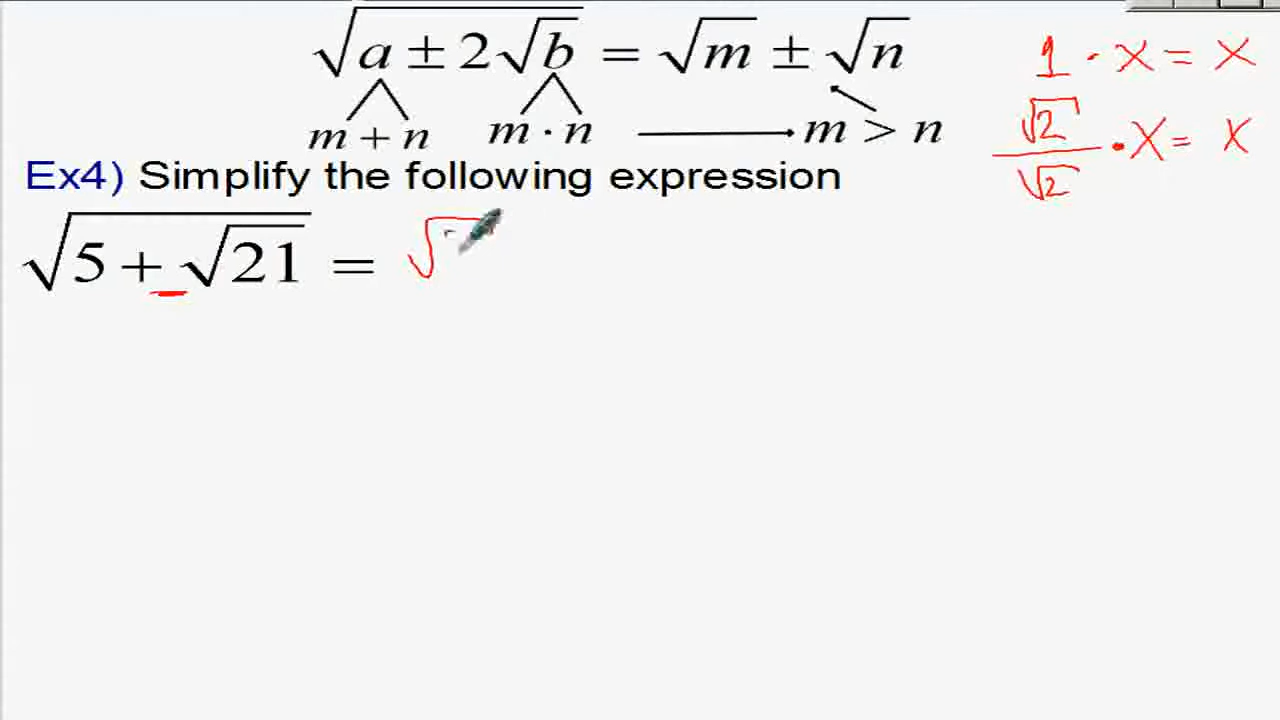 √(a ± 2√b) = √m ± √n
m + n m · n m > n
1 · x = x
√2/√2 · x = x
Ex4) Simplify the following expression
√(5 + √21) = √